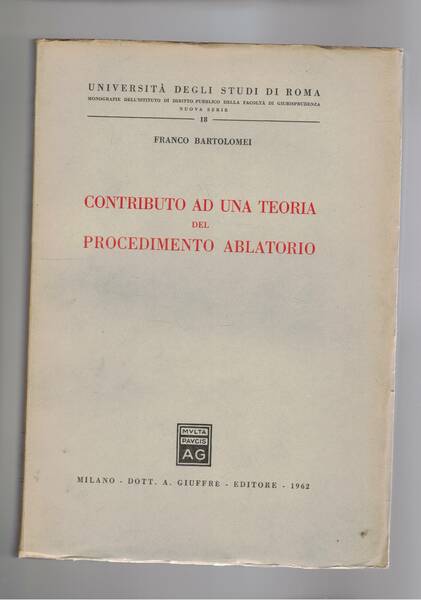 UNIVERSITÀ DEGLI STUDI DI ROMA
MONOGRAFIE DELL'ISTITUTO DI DIRITTO PUBBLICO DELLA FACOLTÀ DI GIURISPRUDENZA
NUOVA SERIE
18
FRANCO BARTOLOMEI
CONTRIBUTO AD UNA TEORIA
DEL
PROCEDIMENTO ABLATORIO
MVLTA
PAVCIS
AG
MILANO - DOTT. A. GIUFFRÈ - EDITORE - 1962